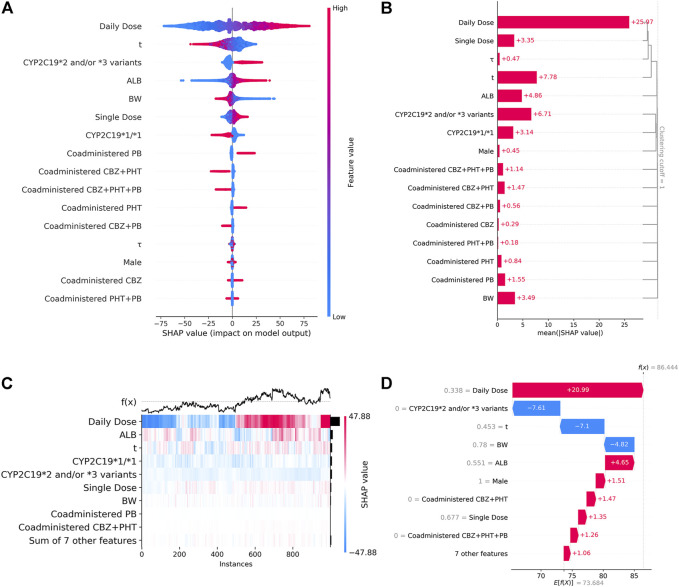 A
High
Daily Dose
t
CYP2C19*2 and/or *3 variants
ALB
BW
Single Dose
CYP2C19*1/*1
Coadministered PB
Coadministered CBZ+PHT
Coadministered CBZ+PHT+PB
Coadministered PHT
Coadministered CBZ+PB
τ
Male
Coadministered CBZ
Coadministered PHT+PB
Low
Feature value
−75 −50 −25 0 25 50 75
SHAP value (impact on model output)
B
Daily Dose +25.97
Single Dose +3.35
τ +0.47
t +7.78
ALB +4.86
CYP2C19*2 and/or *3 variants +6.71
CYP2C19*1/*1 +3.14
Male +0.45
Coadministered CBZ+PHT+PB +1.14
Coadministered CBZ+PHT +1.47
Coadministered CBZ+PB +0.56
Coadministered CBZ +0.29
Coadministered PHT+PB +0.18
Coadministered PHT +0.84
Coadministered PB +1.55
BW +3.49
Clustering cutoff = 1
0 5 10 15 20 25
mean(|SHAP value|)
C
f(x)
Daily Dose
ALB
t
CYP2C19*1/*1
CYP2C19*2 and/or *3 variants
Single Dose
BW
Coadministered PB
Coadministered CBZ+PHT
Sum of 7 other features
0 200 400 600 800
Instances
47.88
SHAP value
−47.88
D
f(x) = 86.444
0.338 = Daily Dose +20.99
0 = CYP2C19*2 and/or *3 variants −7.61
0.453 = t −7.1
0.78 = BW −4.82
0.551 = ALB +4.65
1 = Male +1.51
0 = Coadministered CBZ+PHT +1.47
0.677 = Single Dose +1.35
0 = Coadministered CBZ+PHT+PB +1.26
7 other features +1.06
70 75 80 85
E[f(X)] = 73.684